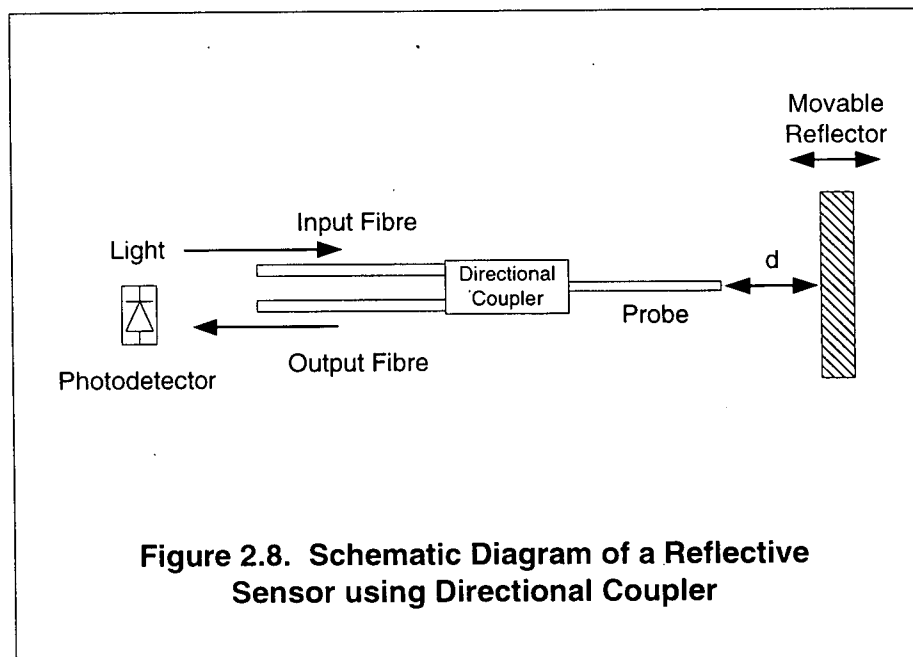 Movable
Reflector
Input Fibre
Light
d
Directional
Coupler
Probe
Output Fibre
Photodetector
Figure 2.8. Schematic Diagram of a Reflective
Sensor using Directional Coupler